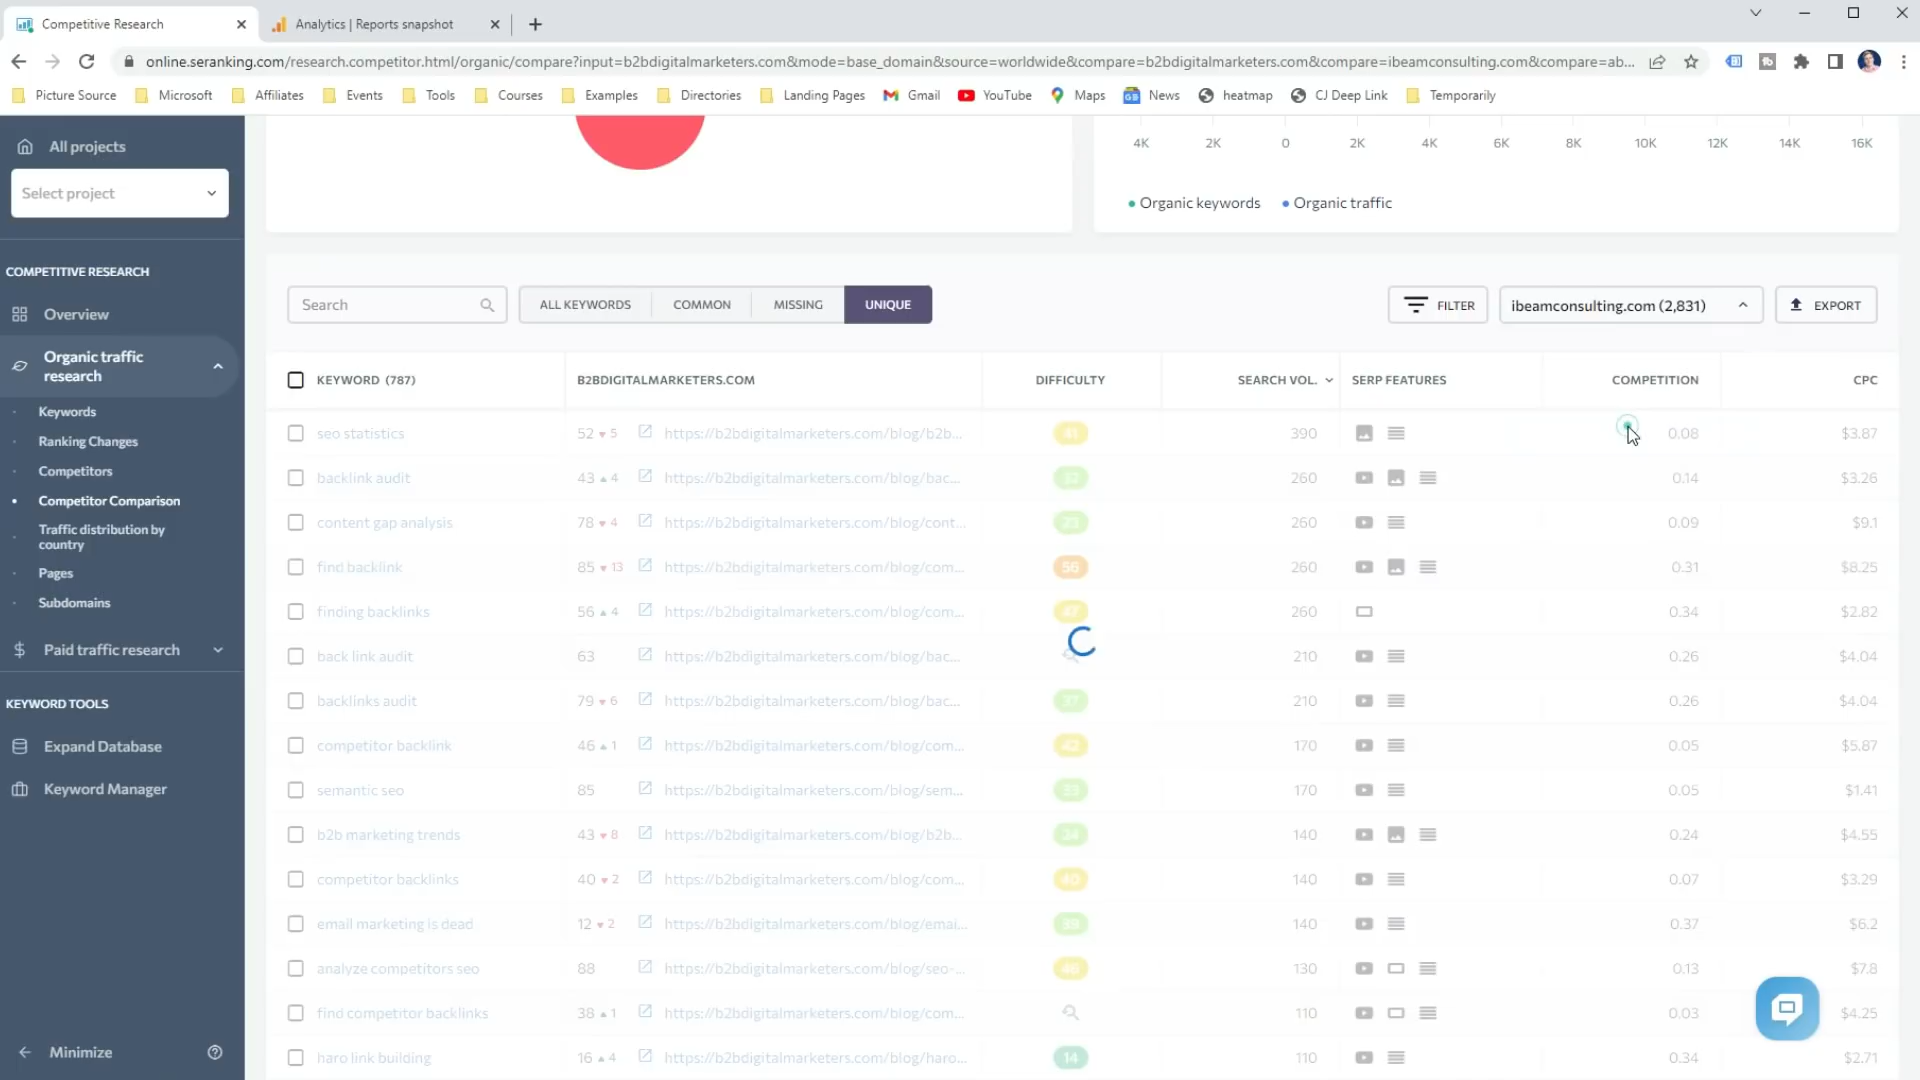 Competitive Research
Analytics | Reports snapshot
online.seranking.com/research.competitor.html/organic/compare?input=b2bdigitalmarketers.com&mode=base_domain&source=worldwide&compare=b2bdigitalmarketers.com&compare=ibeamconsulting.com&compare=ab...
Picture Source Microsoft Affiliates Events Tools Courses Examples Directories Landing Pages Gmail YouTube Maps News heatmap CJ Deep Link Temporarily
All projects
Select project
COMPETITIVE RESEARCH
Overview
Organic traffic
research
Keywords
Ranking Changes
Competitors
Competitor Comparison
Traffic distribution by
country
Pages
Subdomains
Paid traffic research
KEYWORD TOOLS
Expand Database
Keyword Manager
Minimize
4K 2K 0 2K 4K 6K 8K 10K 12K 14K 16K
Organic keywords Organic traffic
Search ALL KEYWORDS COMMON MISSING UNIQUE FILTER ibeamconsulting.com (2,831) EXPORT
KEYWORD (787) B2BDIGITALMARKETERS.COM DIFFICULTY SEARCH VOL. SERP FEATURES COMPETITION CPC
seo statistics 52 ▾ 5 https://b2bdigitalmarketers.com/blog/b2b... 41 390 0.08 $3.87
backlink audit 43 ▴ 4 https://b2bdigitalmarketers.com/blog/bac... 260 0.14 $3.26
content gap analysis 78 ▾ 4 https://b2bdigitalmarketers.com/blog/cont... 260 0.09 $9.1
find backlink 85 ▾ 13 https://b2bdigitalmarketers.com/blog/com... 56 260 0.31 $8.25
finding backlinks 56 ▴ 4 https://b2bdigitalmarketers.com/blog/com... 260 0.34 $2.82
back link audit 63 https://b2bdigitalmarketers.com/blog/bac... 210 0.26 $4.04
backlinks audit 79 ▾ 6 https://b2bdigitalmarketers.com/blog/bac... 37 210 0.26 $4.04
competitor backlink 46 ▴ 1 https://b2bdigitalmarketers.com/blog/com... 170 0.05 $5.87
semantic seo 85 https://b2bdigitalmarketers.com/blog/sem... 33 170 0.05 $1.41
b2b marketing trends 43 ▾ 8 https://b2bdigitalmarketers.com/blog/b2b... 140 0.24 $4.55
competitor backlinks 40 ▾ 2 https://b2bdigitalmarketers.com/blog/com... 40 140 0.07 $3.29
email marketing is dead 12 ▾ 2 https://b2bdigitalmarketers.com/blog/emai... 39 140 0.37 $6.2
analyze competitors seo 88 https://b2bdigitalmarketers.com/blog/seo-... 46 130 0.13 $7.8
find competitor backlinks 38 ▴ 1 https://b2bdigitalmarketers.com/blog/com... 110 0.03 $4.25
haro link building 16 ▴ 4 https://b2bdigitalmarketers.com/blog/haro... 14 110 0.34 $2.71